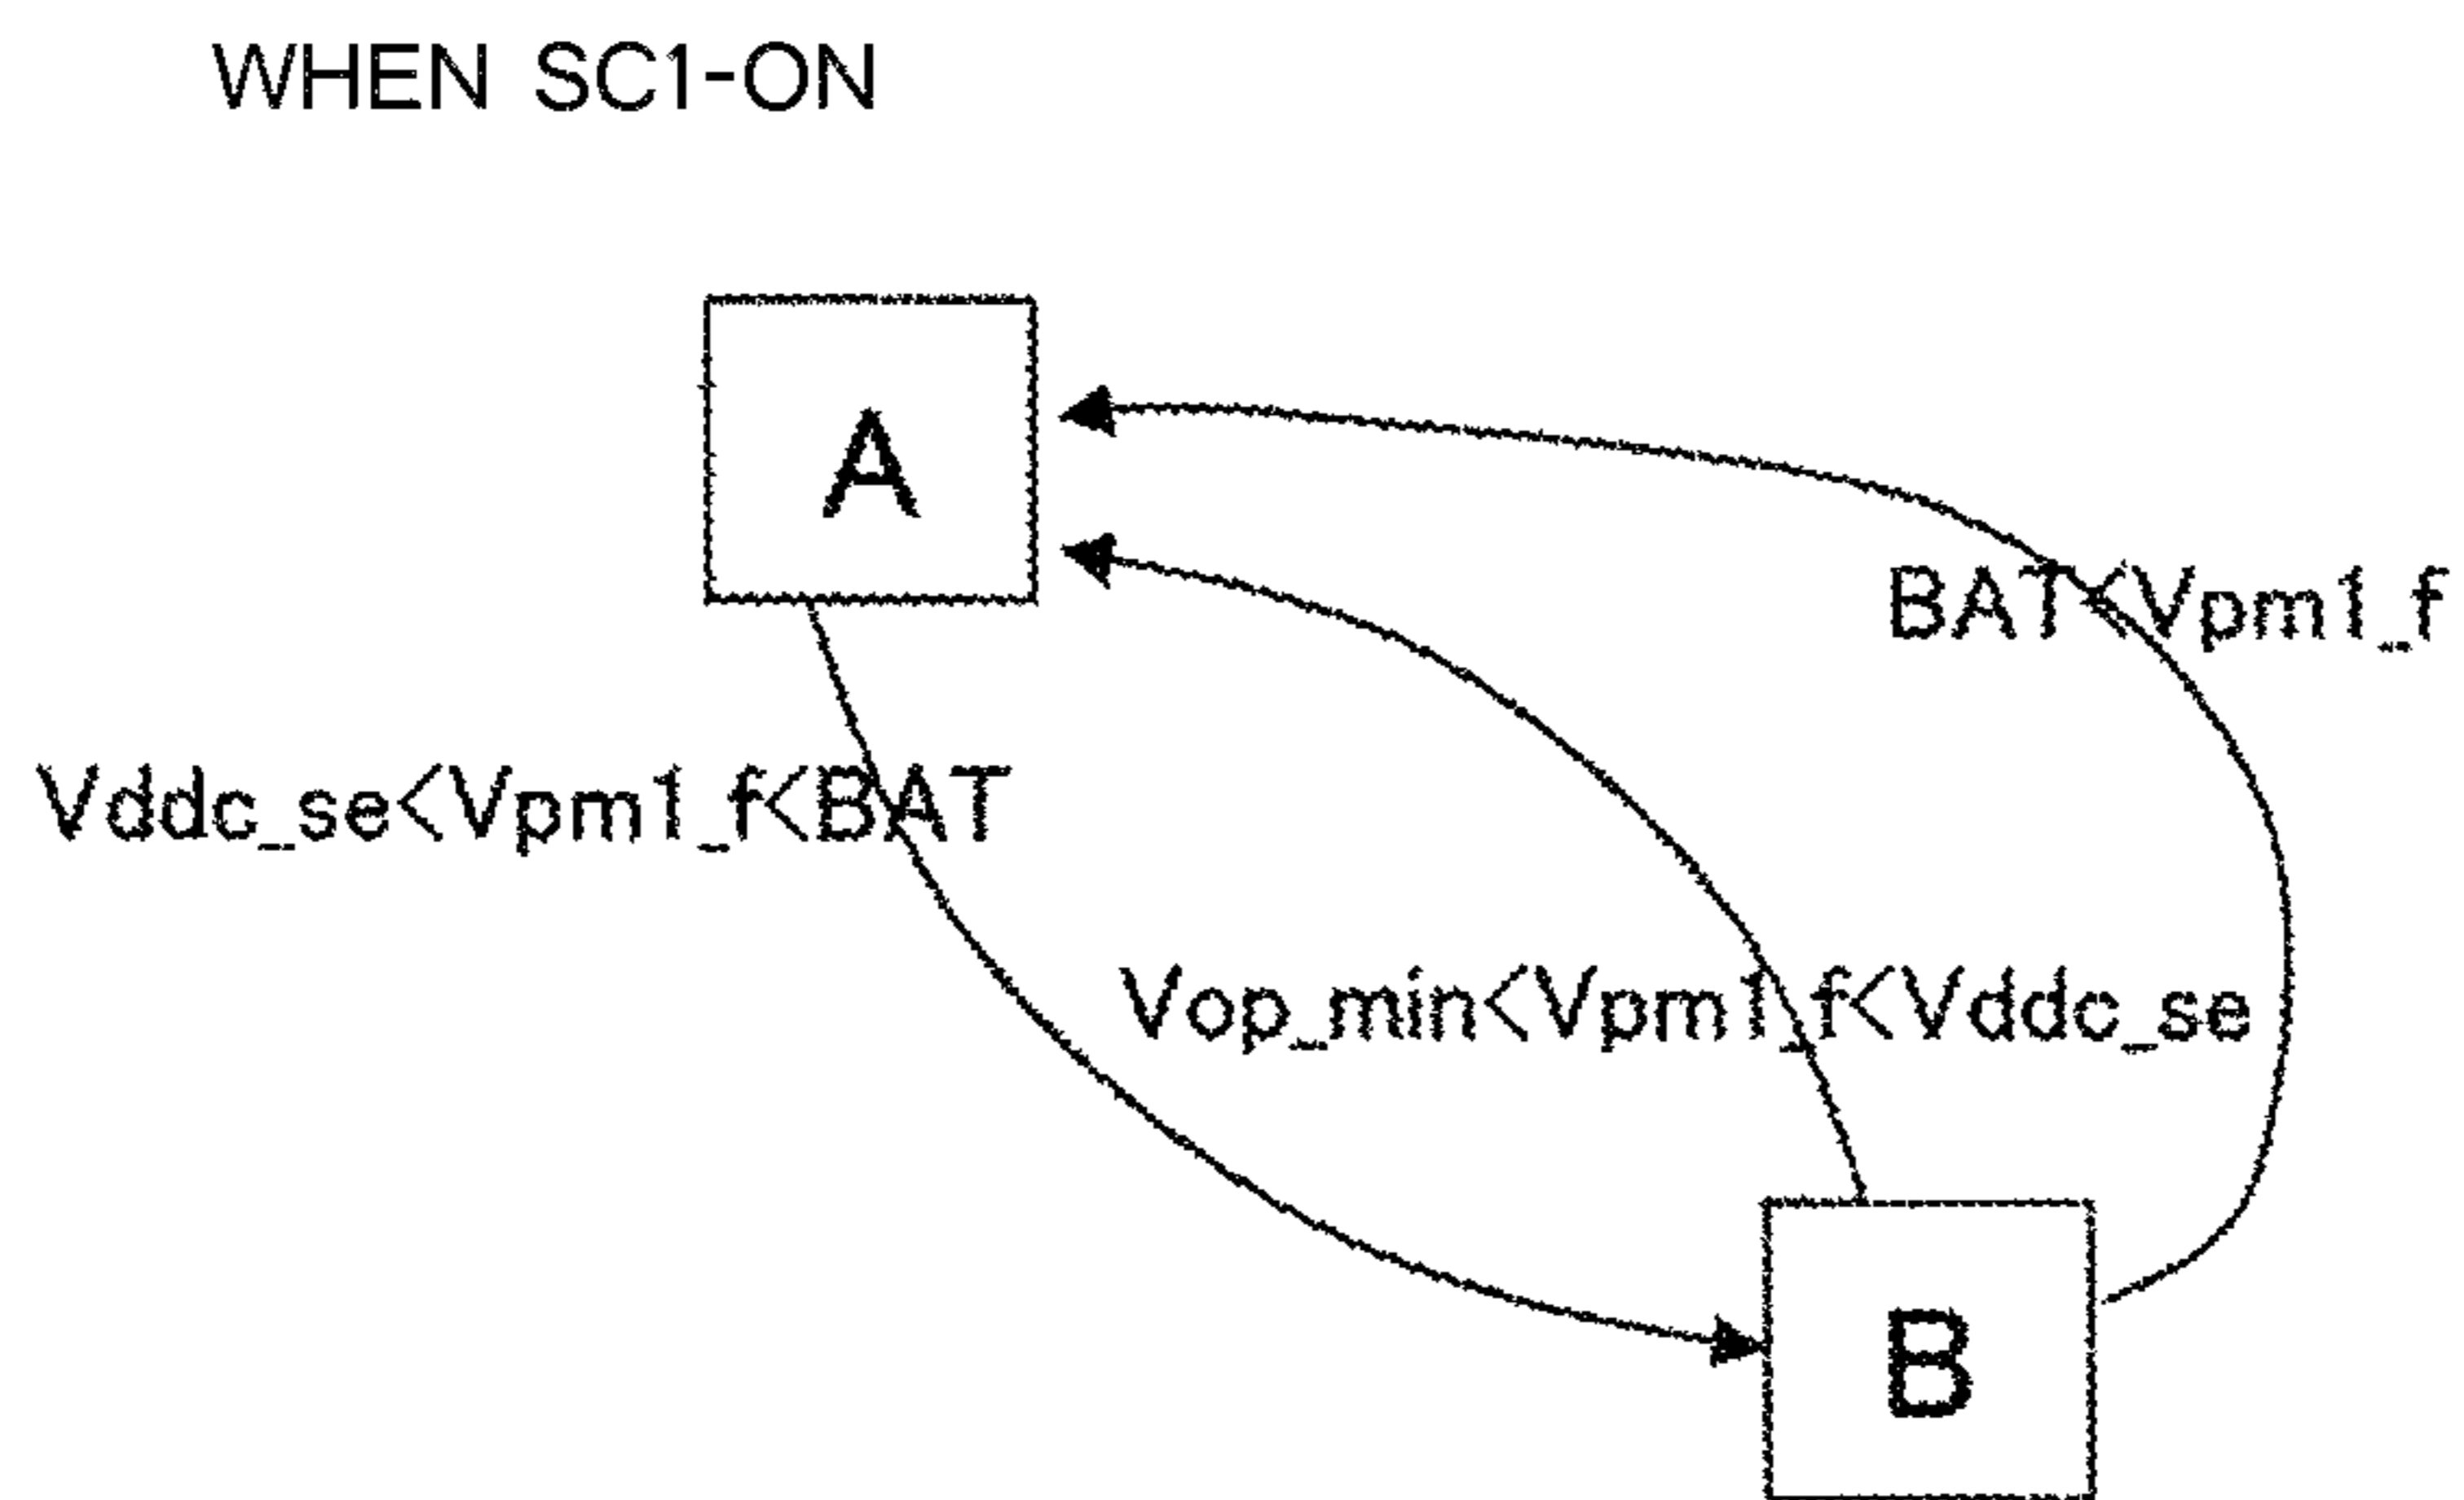 WHEN SC1-ON
A
BAT<Vpm1_f
Vddc_se<Vpm1_f<BAT
Vop_min<Vpm1_f<Vddc_se
B